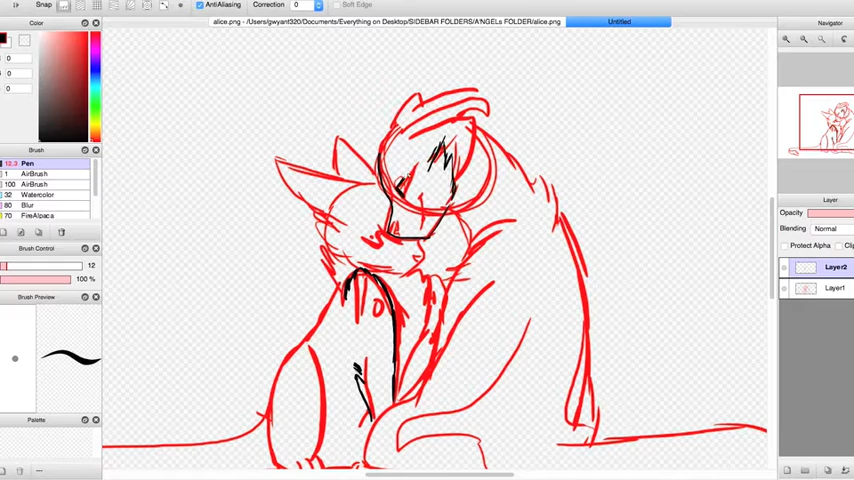 Snap
AntiAliasing
Correction
0
Soft Edge
alice.png - /Users/gwyant320/Documents/Everything on Desktop/SIDEBAR FOLDERS/ANGELs FOLDER/alice.png
Untitled
Color
0
0
0
Brush
12.3 Pen
1 AirBrush
100 AirBrush
32 Watercolor
80 Blur
70 FireAlpaca
Brush Control
12
100 %
Brush Preview
Palette
Navigator
Layer
Opacity
Blending Normal
Protect Alpha
Clip
Layer2
Layer1